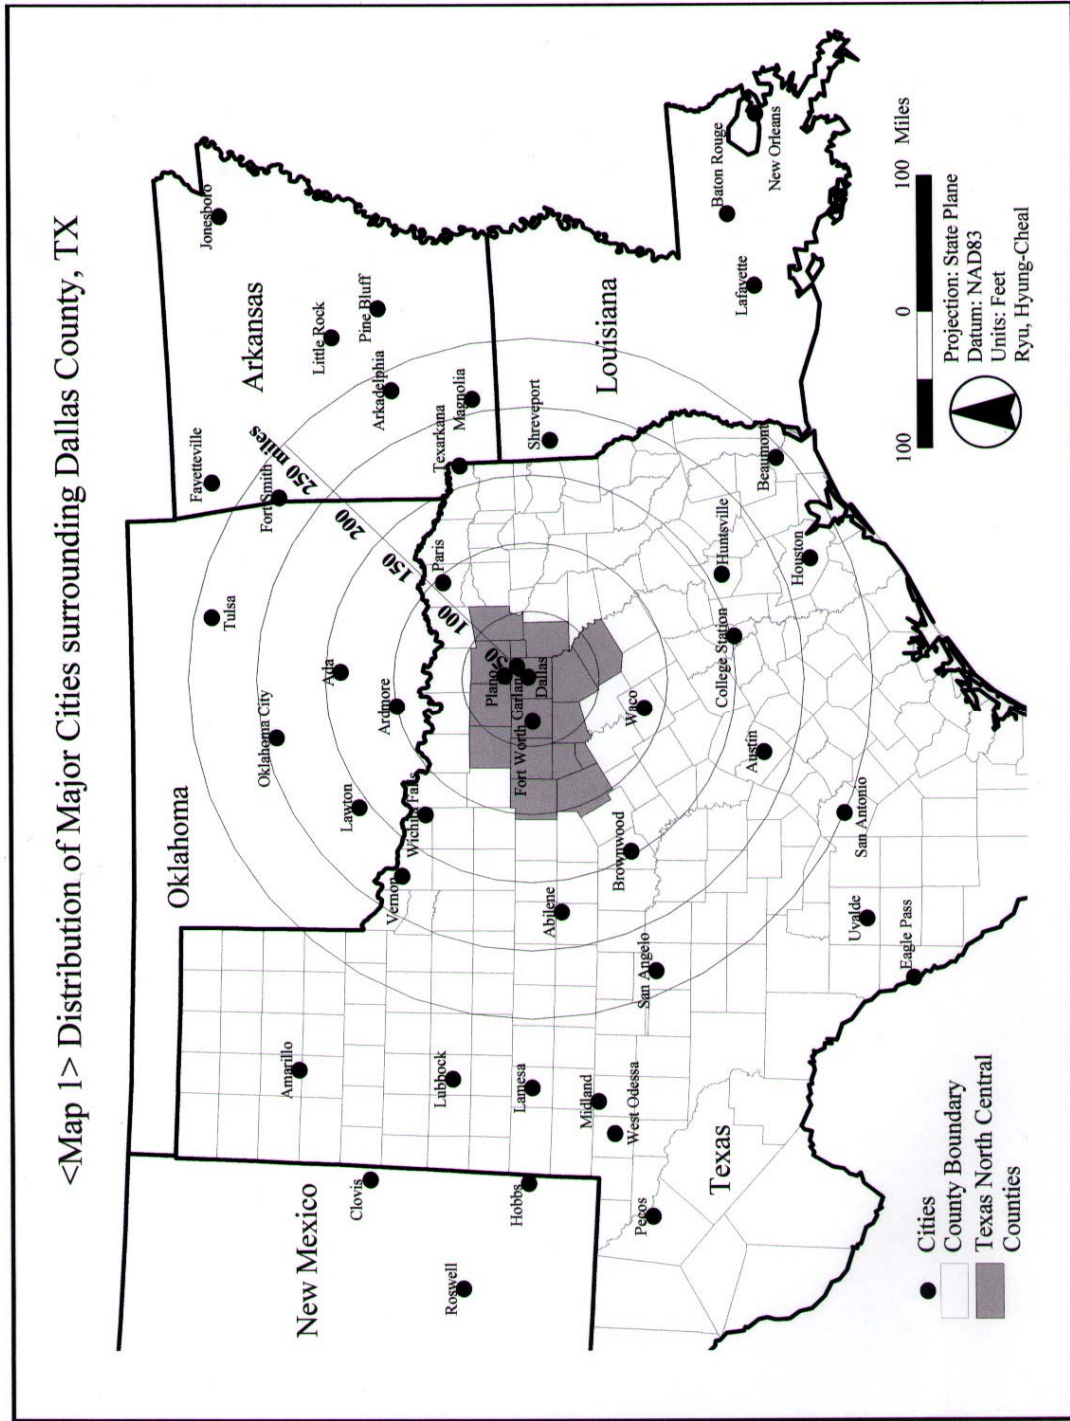 <Map 1> Distribution of Major Cities surrounding Dallas County, TX
Oklahoma
Arkansas
New Mexico
Texas
Louisiana
Jonesboro
Fayetteville
Fort Smith
Little Rock
Pine Bluff
Arkadelphia
Magnolia
Texarkana
Tulsa
Oklahoma City
Ada
Ardmore
Lawton
Wichita Falls
Vernon
Paris
250 miles
200
150
100
50
Plano
Garland
Dallas
Fort Worth
Amarillo
Clovis
Lubbock
Lamesa
Hobbs
Roswell
Midland
West Odessa
Pecos
Abilene
San Angelo
Brownwood
Waco
Shreveport
Huntsville
College Station
Austin
Houston
Beaumont
San Antonio
Uvalde
Eagle Pass
Baton Rouge
New Orleans
Lafayette
Cities
County Boundary
Texas North Central
Counties
100 0 100 Miles
Projection: State Plane
Datum: NAD83
Units: Feet
Ryu, Hyung-Cheal